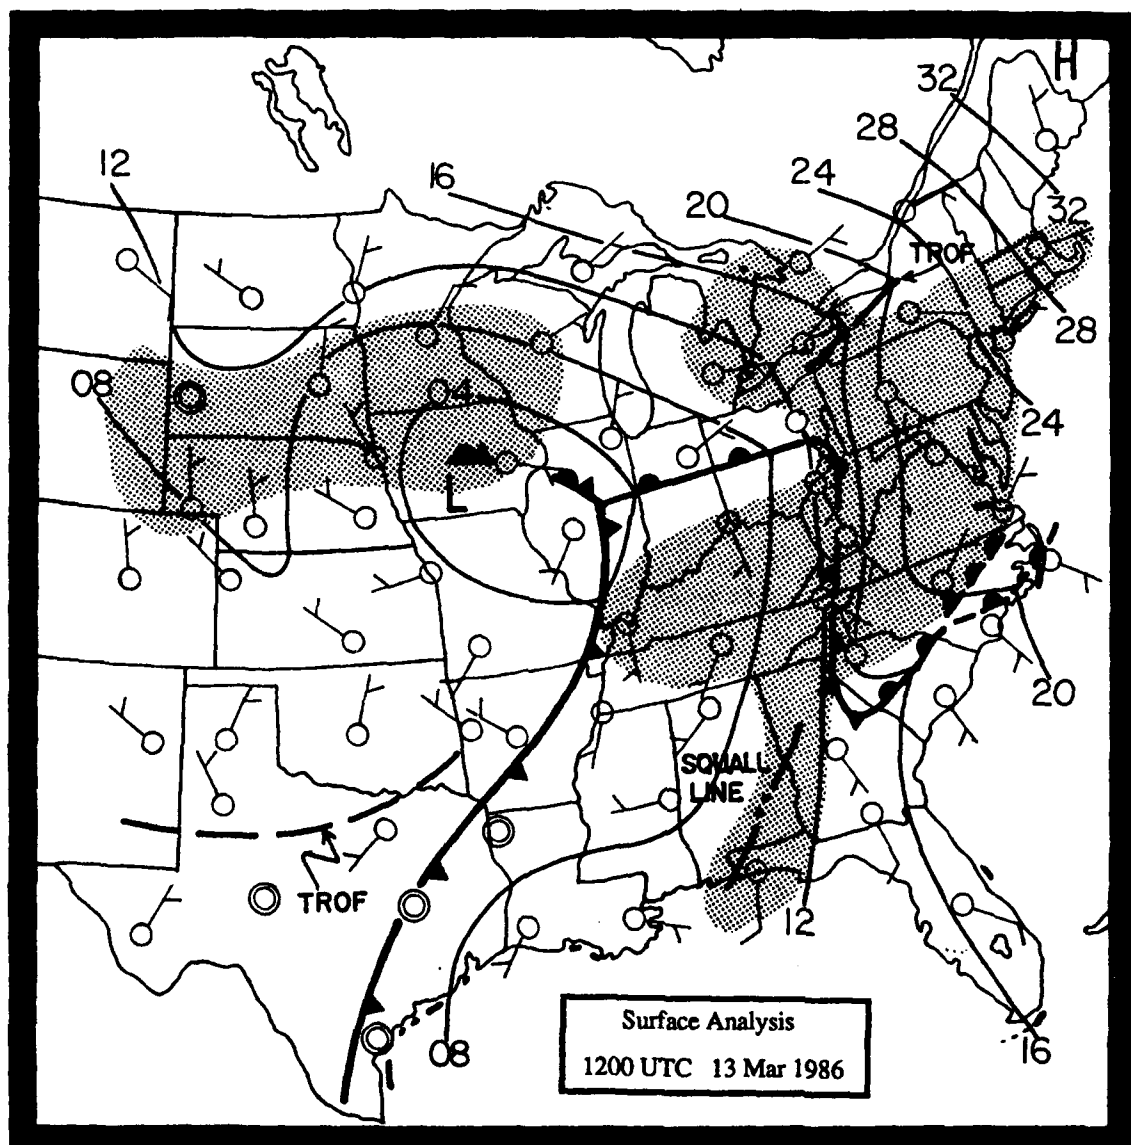 H
32
28
12
24
16
20
32
TROF
28
08
04
24
L
20
SQUALL
LINE
TROF
12
Surface Analysis
1200 UTC 13 Mar 1986
08
16